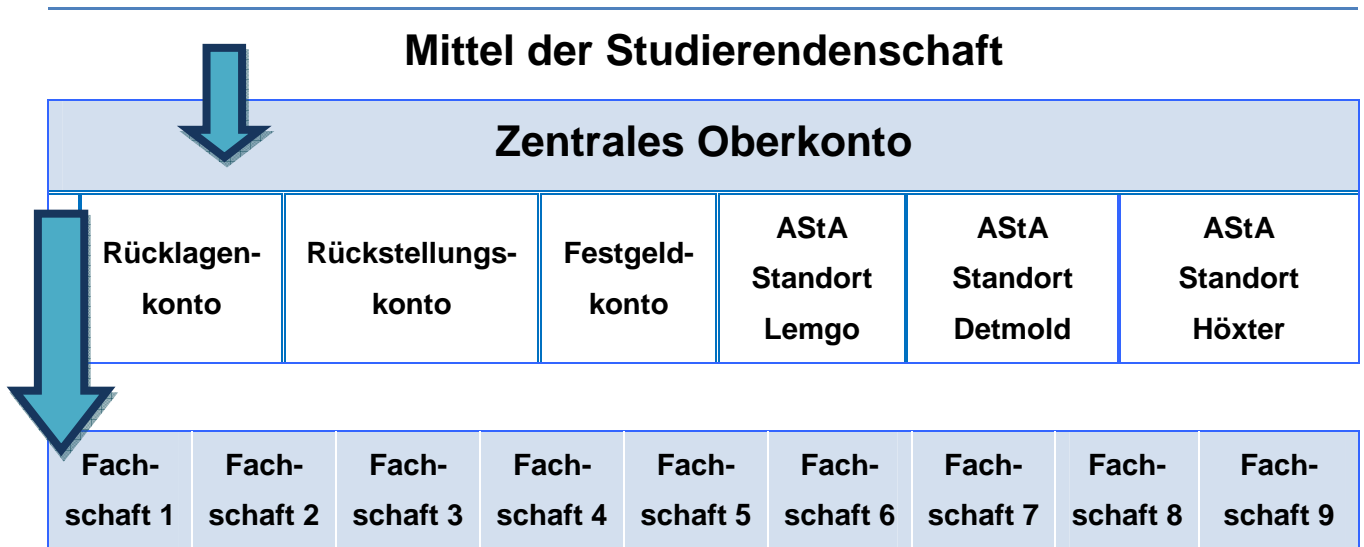 Mittel der Studierendenschaft
Zentrales Oberkonto
Rücklagen-
konto
Rückstellungs-
konto
Festgeld-
konto
AStA
Standort
Lemgo
AStA
Standort
Detmold
AStA
Standort
Höxter
Fach-
schaft 1
Fach-
schaft 2
Fach-
schaft 3
Fach-
schaft 4
Fach-
schaft 5
Fach-
schaft 6
Fach-
schaft 7
Fach-
schaft 8
Fach-
schaft 9